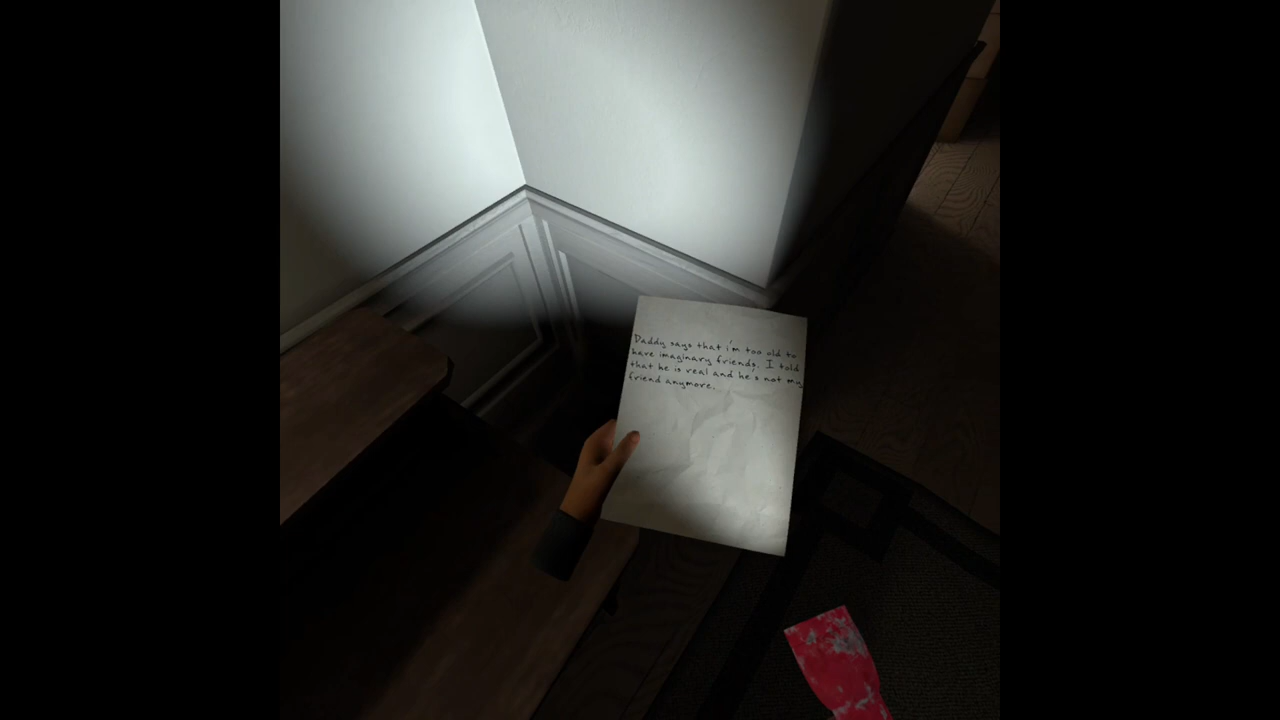 Daddy says that i'm too old to
have imaginary friends. I told
that he is real and he's not my
friend anymore.